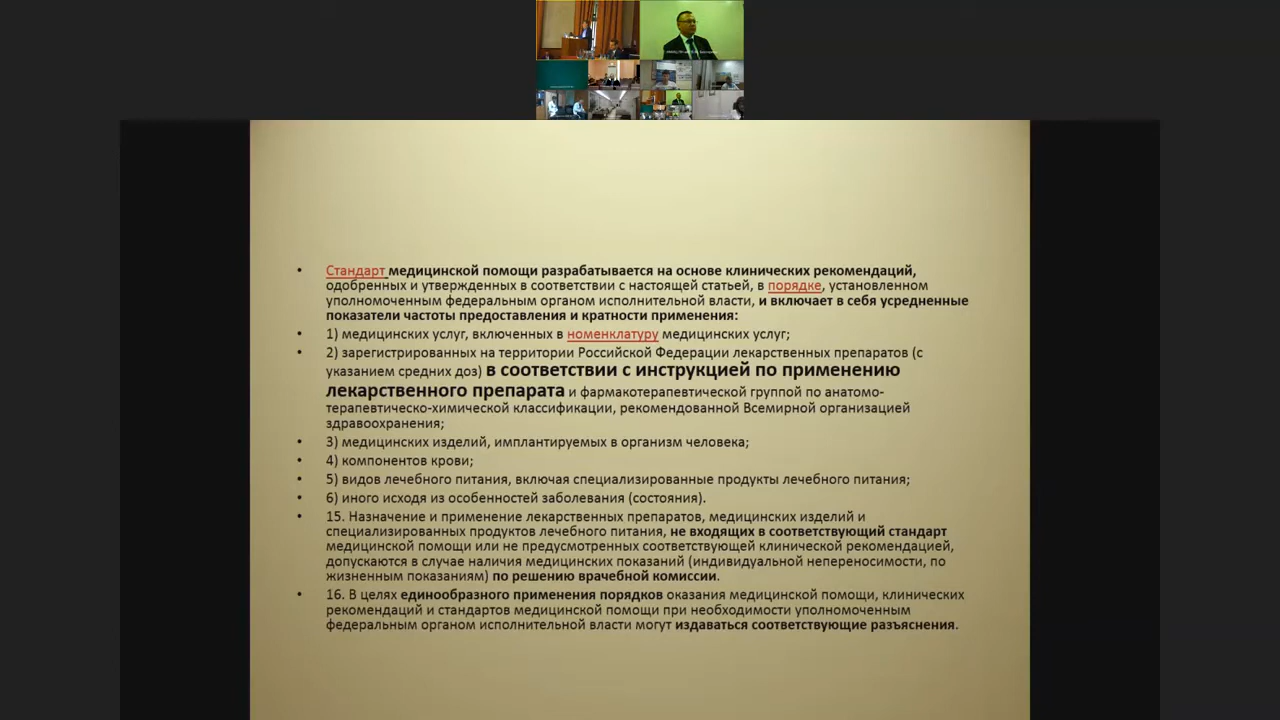 • Стандарт медицинской помощи разрабатывается на основе клинических рекомендаций,
одобренных и утвержденных в соответствии с настоящей статьей, в порядке, установленном
уполномоченным федеральным органом исполнительной власти, и включает в себя усредненные
показатели частоты предоставления и кратности применения:
• 1) медицинских услуг, включенных в номенклатуру медицинских услуг;
• 2) зарегистрированных на территории Российской Федерации лекарственных препаратов (с
указанием средних доз) в соответствии с инструкцией по применению
лекарственного препарата и фармакотерапевтической группой по анатомо-
терапевтическо-химической классификации, рекомендованной Всемирной организацией
здравоохранения;
• 3) медицинских изделий, имплантируемых в организм человека;
• 4) компонентов крови;
• 5) видов лечебного питания, включая специализированные продукты лечебного питания;
• 6) иного исходя из особенностей заболевания (состояния).
• 15. Назначение и применение лекарственных препаратов, медицинских изделий и
специализированных продуктов лечебного питания, не входящих в соответствующий стандарт
медицинской помощи или не предусмотренных соответствующей клинической рекомендацией,
допускаются в случае наличия медицинских показаний (индивидуальной непереносимости, по
жизненным показаниям) по решению врачебной комиссии.
• 16. В целях единообразного применения порядков оказания медицинской помощи, клинических
рекомендаций и стандартов медицинской помощи при необходимости уполномоченным
федеральным органом исполнительной власти могут издаваться соответствующие разъяснения.